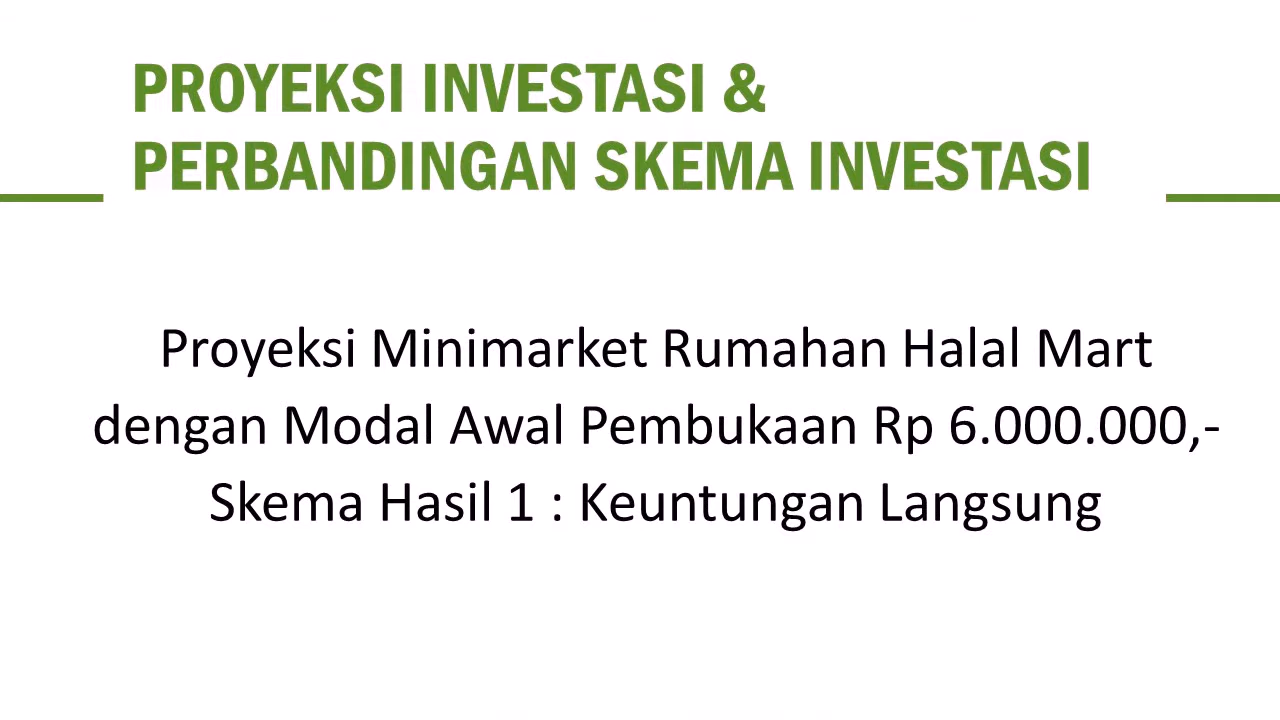 PROYEKSI INVESTASI &
PERBANDINGAN SKEMA INVESTASI
Proyeksi Minimarket Rumahan Halal Mart
dengan Modal Awal Pembukaan Rp 6.000.000,-
Skema Hasil 1 : Keuntungan Langsung